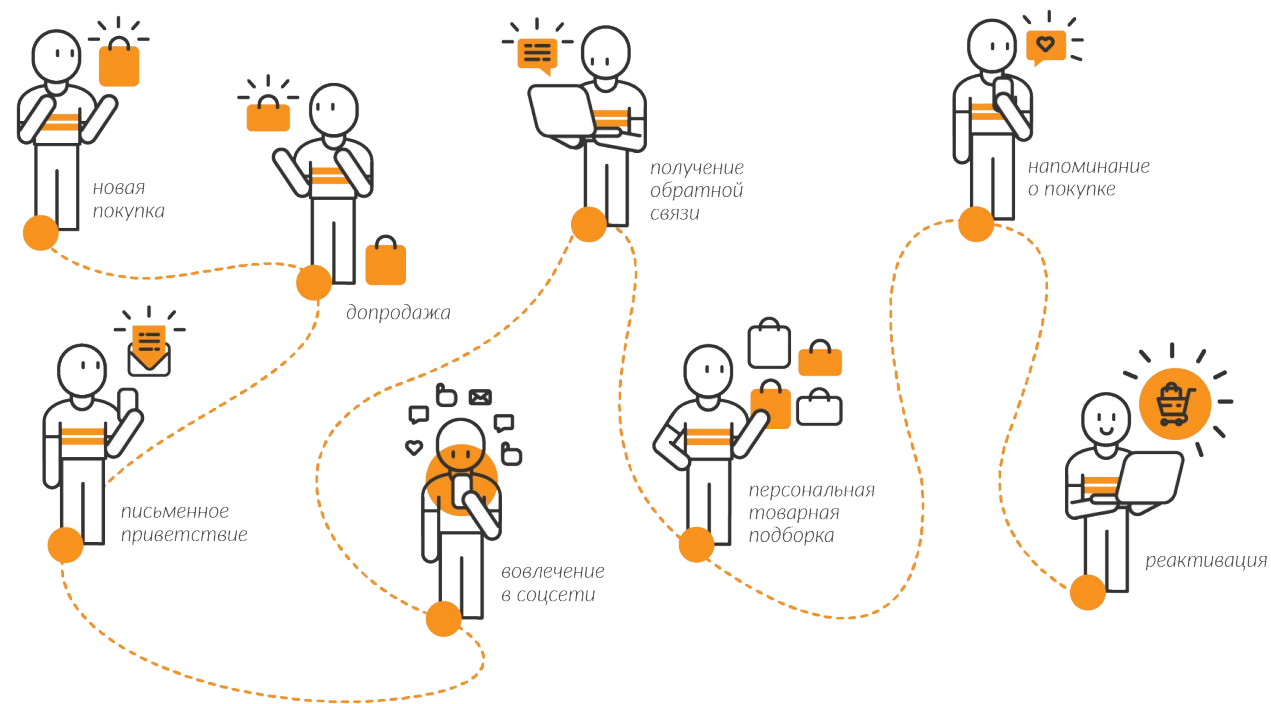 новая
покупка
допродажа
письменное
приветствие
вовлечение
в соцсети
получение
обратной
связи
персональная
товарная
подборка
напоминание
о покупке
реактивация